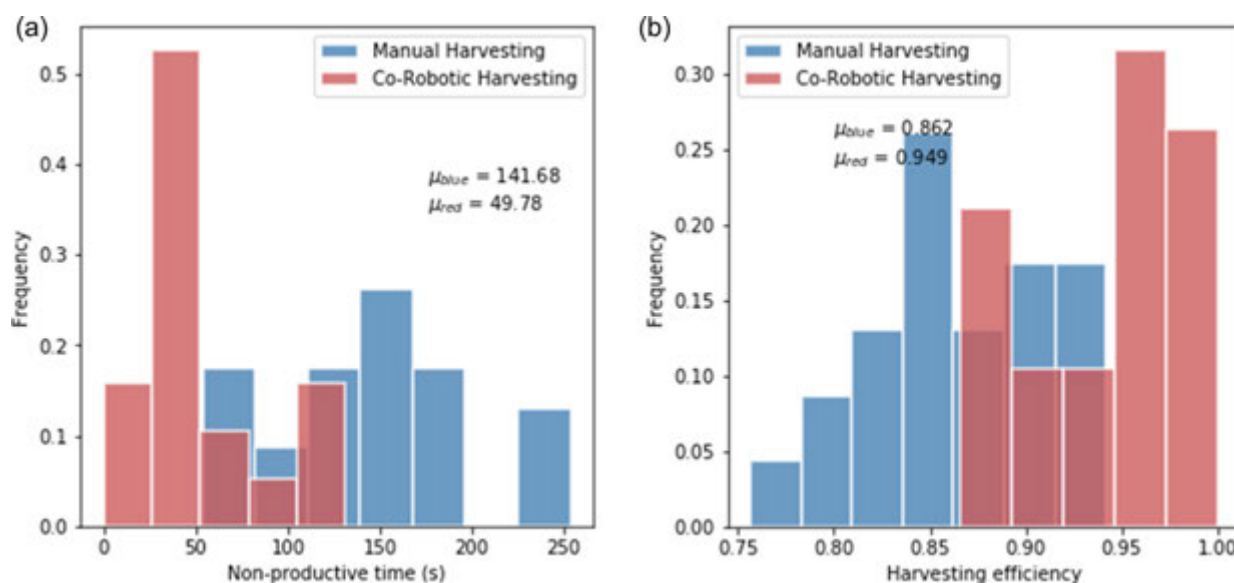 (a)
Manual Harvesting
Co-Robotic Harvesting
μblue = 141.68
μred = 49.78
Frequency
0.5
0.4
0.3
0.2
0.1
0.0
0 50 100 150 200 250
Non-productive time (s)
(b)
Manual Harvesting
Co-Robotic Harvesting
μblue = 0.862
μred = 0.949
Frequency
0.30
0.25
0.20
0.15
0.10
0.05
0.00
0.75 0.80 0.85 0.90 0.95 1.00
Harvesting efficiency